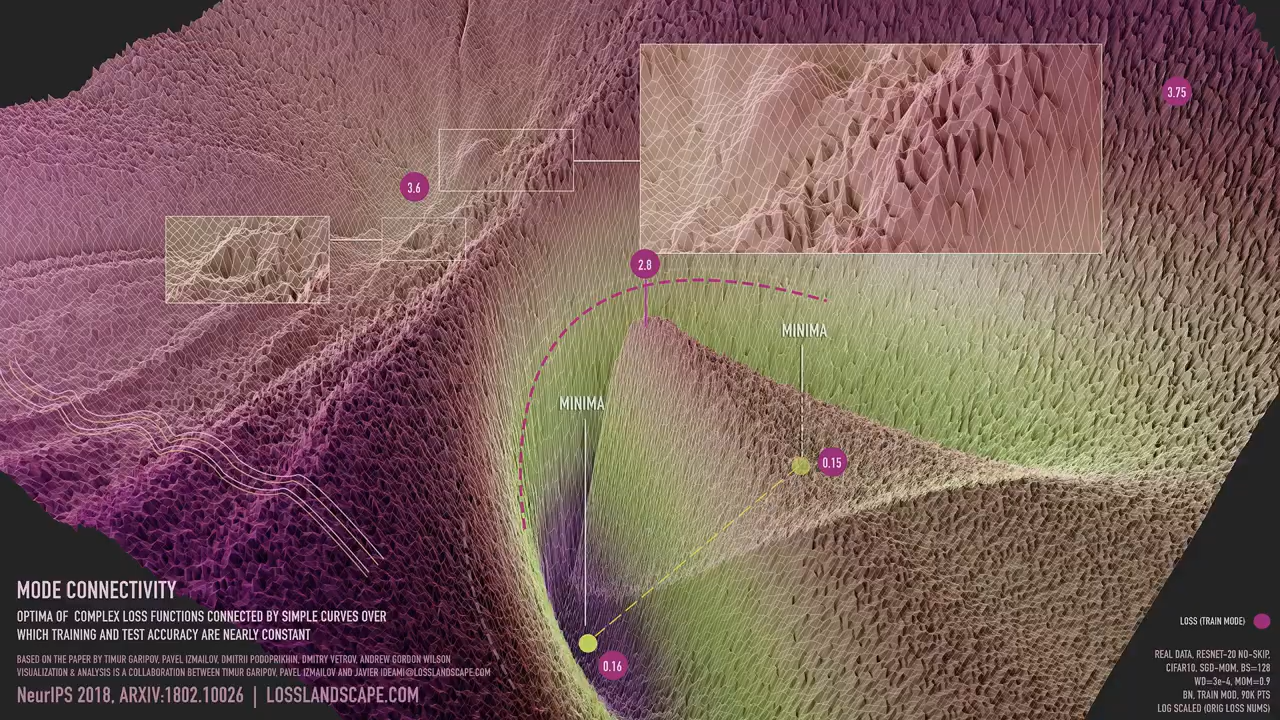 3.75
3.6
2.8
MINIMA
MINIMA
0.15
0.16
MODE CONNECTIVITY
OPTIMA OF COMPLEX LOSS FUNCTIONS CONNECTED BY SIMPLE CURVES OVER
WHICH TRAINING AND TEST ACCURACY ARE NEARLY CONSTANT
BASED ON THE PAPER BY TIMUR GARIPOV, PAVEL IZMAILOV, DMITRII PODOPRIKHIN, DMITRY VETROV, ANDREW GORDON WILSON
VISUALIZATION & ANALYSIS IS A COLLABORATION BETWEEN TIMUR GARIPOV, PAVEL IZMAILOV AND JAVIER IDEAMI@LOSSLANDSCAPE.COM
NeurIPS 2018, ARXIV:1802.10026 | LOSSLANDSCAPE.COM
LOSS (TRAIN MODE)
REAL DATA, RESNET-20 NO-SKIP,
CIFAR10, SGD-MOM, BS=128
WD=3e-4, MOM=0.9
BN, TRAIN MOD, 90K PTS
LOG SCALED (ORIG LOSS NUMS)